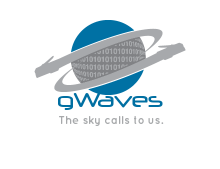 gWaves
The sky calls to us.